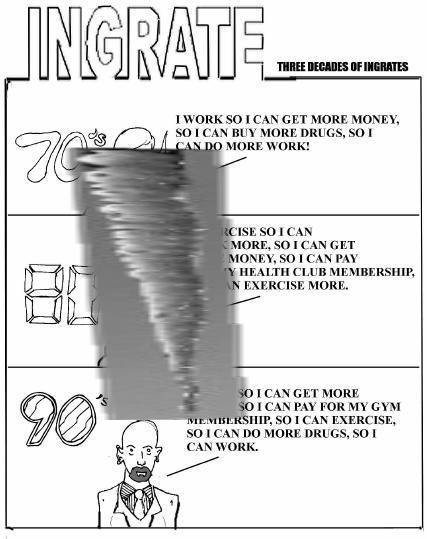 INGRATE
THREE DECADES OF INGRATES
70's
I WORK SO I CAN GET MORE MONEY,
SO I CAN BUY MORE DRUGS, SO I
CAN DO MORE WORK!
80
SO I CAN
MORE, SO I CAN GET
MONEY, SO I CAN PAY
HEALTH CLUB MEMBERSHIP,
EXERCISE MORE.
90's
SO I CAN GET MORE
SO I CAN PAY FOR MY GYM
MEMBERSHIP, SO I CAN EXERCISE,
SO I CAN DO MORE DRUGS, SO I
CAN WORK.